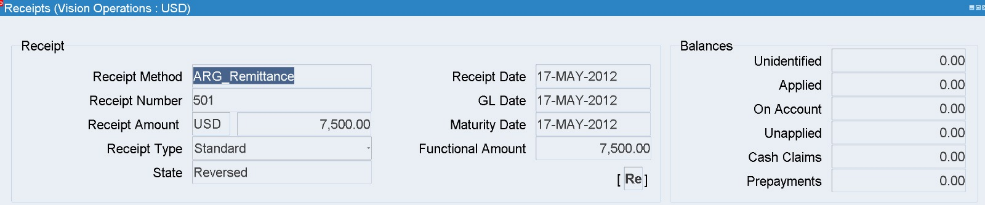 Receipts (Vision Operations : USD)
Receipt
Receipt Method ARG_Remittance
Receipt Number 501
Receipt Amount USD 7,500.00
Receipt Type Standard
State Reversed
Receipt Date 17-MAY-2012
GL Date 17-MAY-2012
Maturity Date 17-MAY-2012
Functional Amount 7,500.00
[ Re ]
Balances
Unidentified 0.00
Applied 0.00
On Account 0.00
Unapplied 0.00
Cash Claims 0.00
Prepayments 0.00